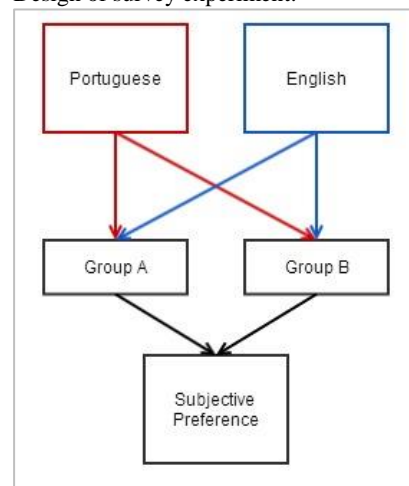 Design of survey experiment.
Portuguese
English
Group A
Group B
Subjective
Preference